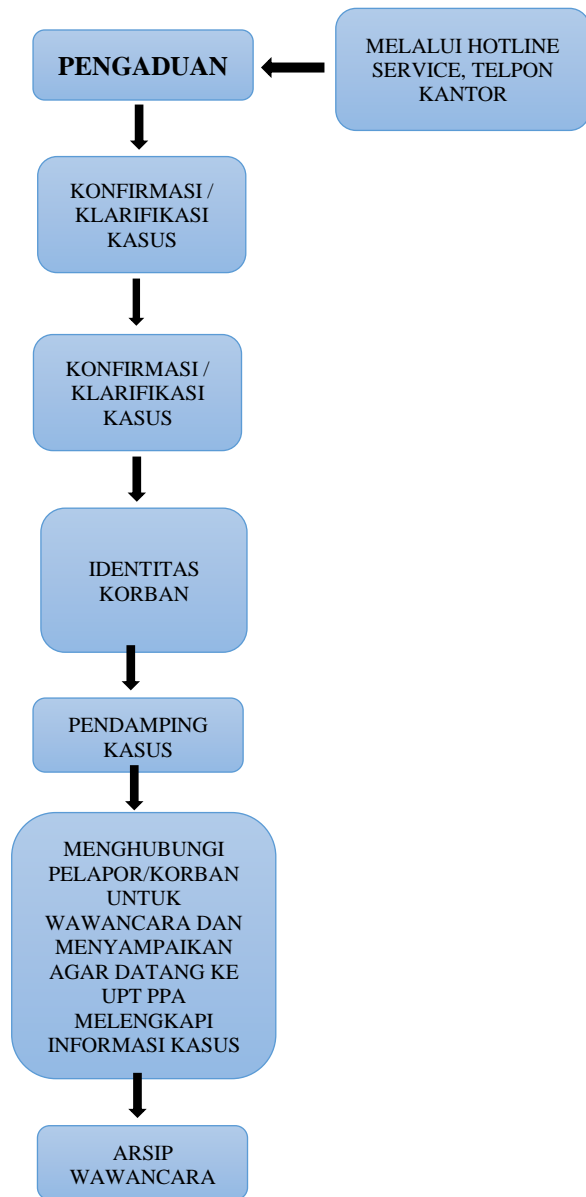 PENGADUAN
MELALUI HOTLINE
SERVICE, TELPON
KANTOR
KONFIRMASI /
KLARIFIKASI
KASUS
KONFIRMASI /
KLARIFIKASI
KASUS
IDENTITAS
KORBAN
PENDAMPING
KASUS
MENGHUBUNGI
PELAPOR/KORBAN
UNTUK
WAWANCARA DAN
MENYAMPAIKAN
AGAR DATANG KE
UPT PPA
MELENGKAPI
INFORMASI KASUS
ARSIP
WAWANCARA